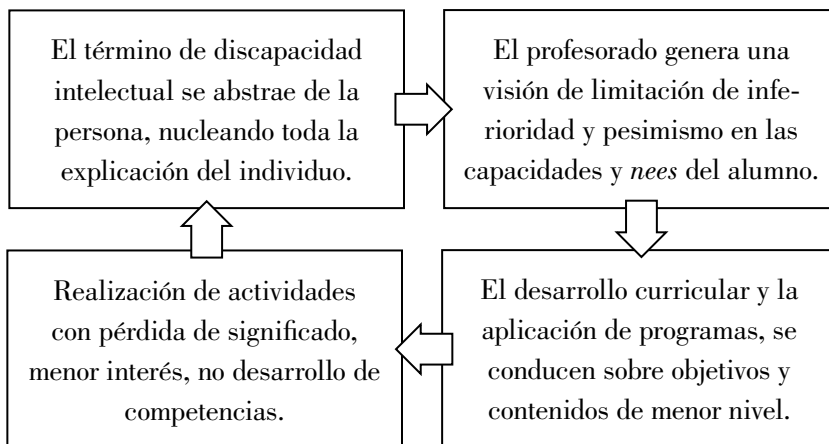 El término de discapacidad
intelectual se abstrae de la
persona, nucleando toda la
explicación del individuo.
El profesorado genera una
visión de limitación de infe-
rioridad y pesimismo en las
capacidades y nees del alumno.
El desarrollo curricular y la
aplicación de programas, se
conducen sobre objetivos y
contenidos de menor nivel.
Realización de actividades
con pérdida de significado,
menor interés, no desarrollo de
competencias.